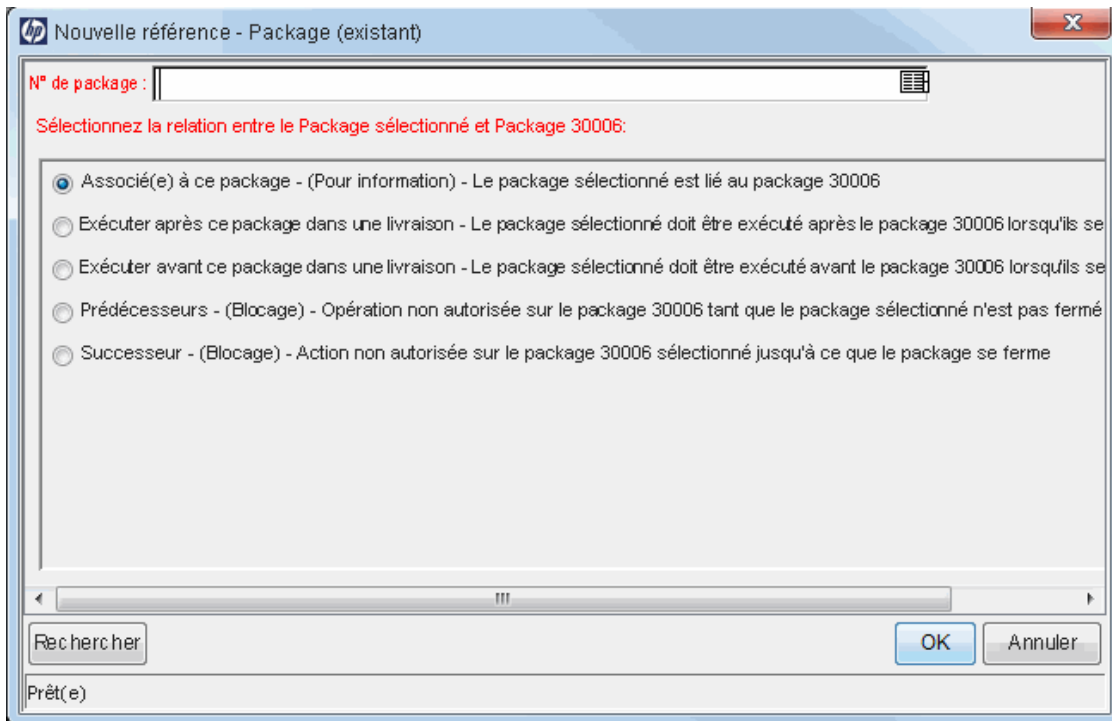 hp Nouvelle référence - Package (existant)
N° de package :
Sélectionnez la relation entre le Package sélectionné et Package 30006:
Associé(e) à ce package - (Pour information) - Le package sélectionné est lié au package 30006
Exécuter après ce package dans une livraison - Le package sélectionné doit être exécuté après le package 30006 lorsqu'ils se
Exécuter avant ce package dans une livraison - Le package sélectionné doit être exécuté avant le package 30006 lorsqu'ils se
Prédécesseurs - (Blocage) - Opération non autorisée sur le package 30006 tant que le package sélectionné n'est pas fermé
Successeur - (Blocage) - Action non autorisée sur le package 30006 sélectionné jusqu'à ce que le package se ferme
Rechercher OK Annuler
Prêt(e)